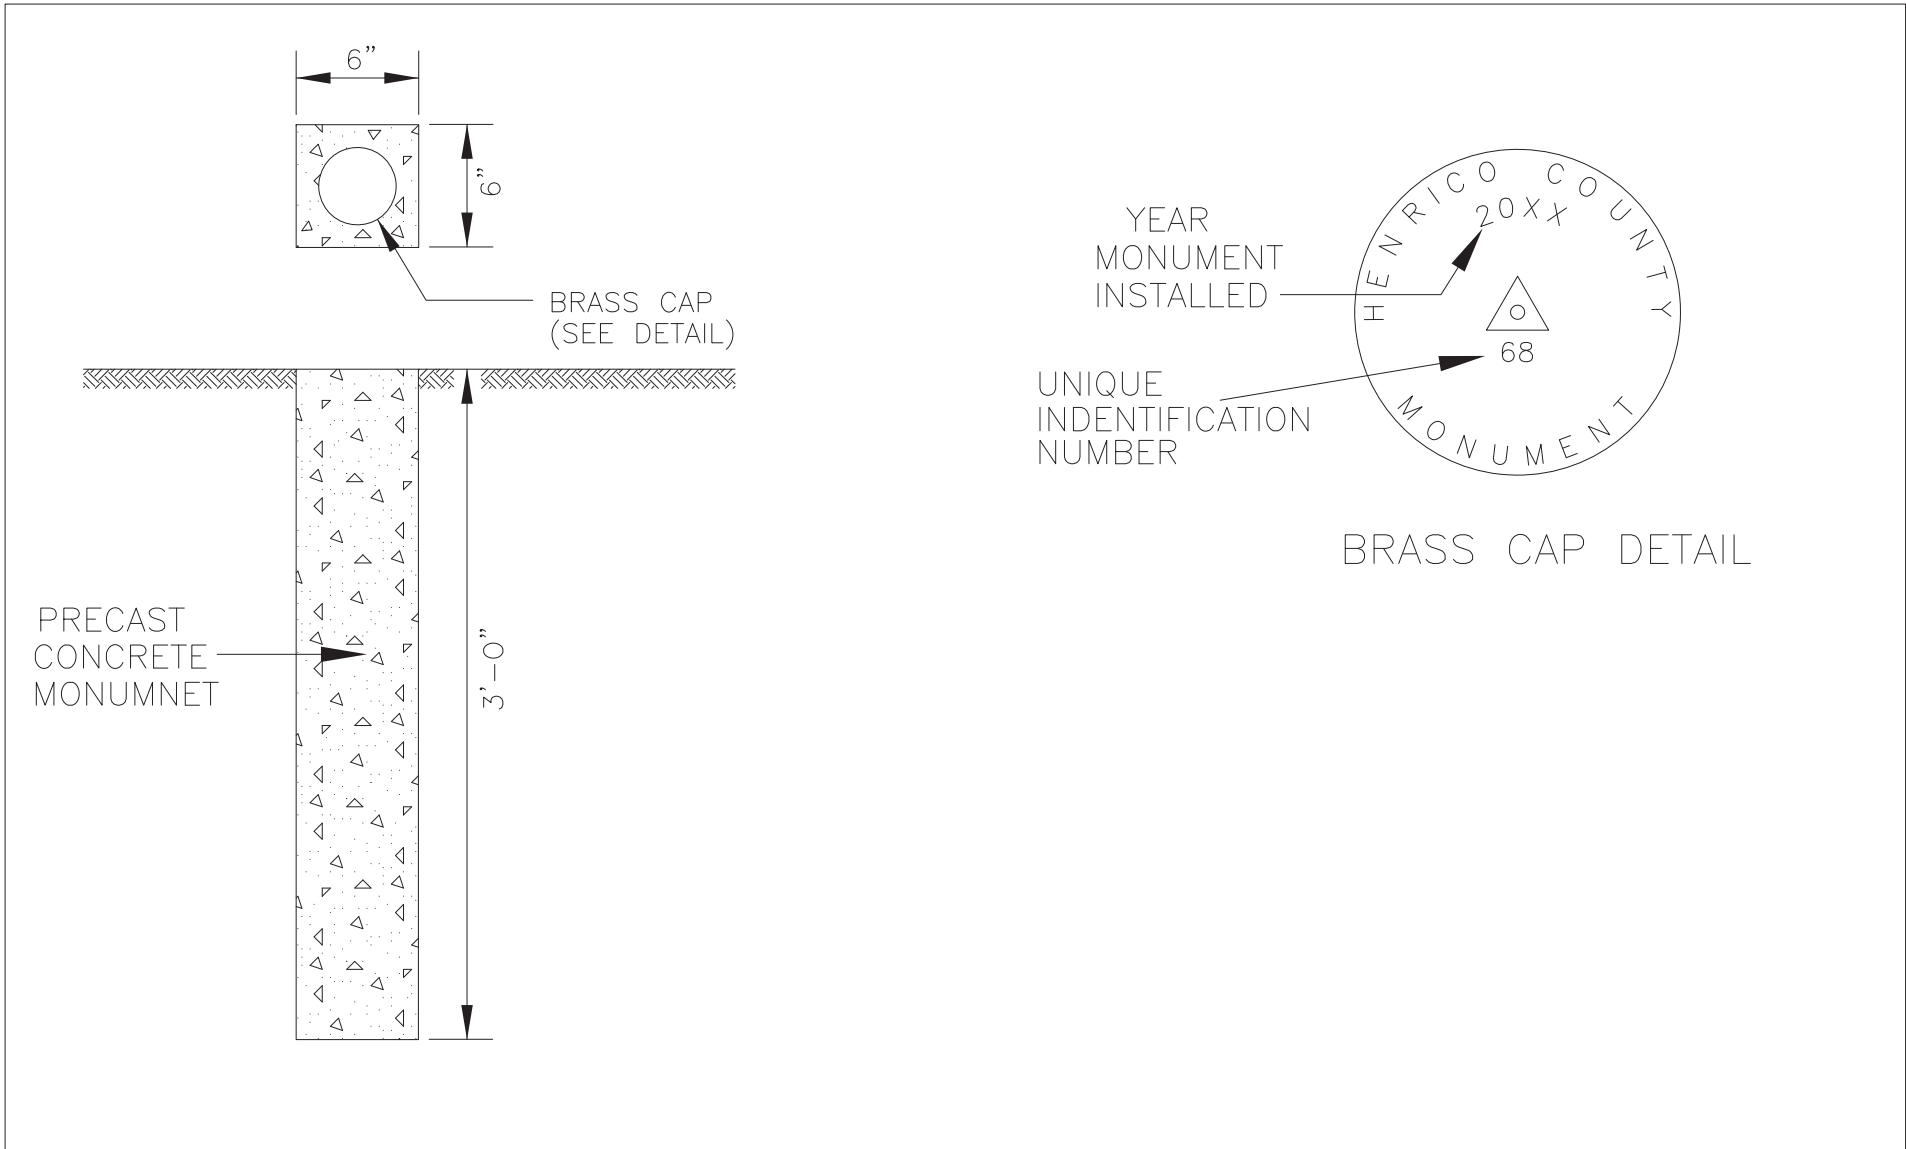 6”
6”
BRASS CAP
(SEE DETAIL)
PRECAST
CONCRETE
MONUMNET
3’–0”
YEAR
MONUMENT
INSTALLED
UNIQUE
INDENTIFICATION
NUMBER
HENRICO COUNTY
20XX
68
MONUMENT
BRASS CAP DETAIL